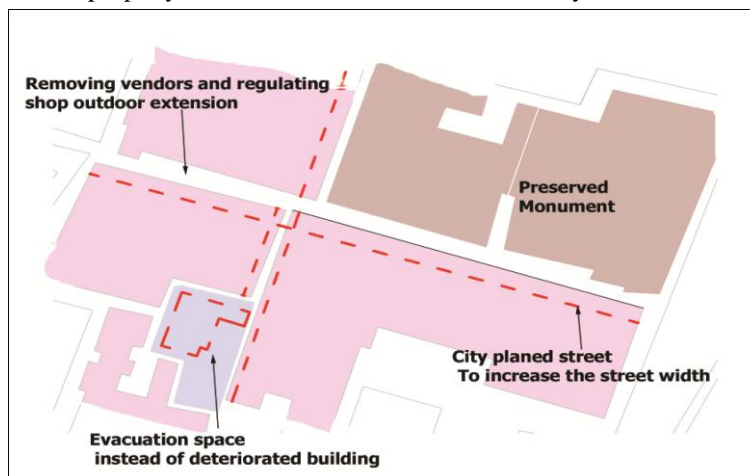 Removing vendors and regulating
shop outdoor extension
Preserved
Monument
City planed street
To increase the street width
Evacuation space
instead of deteriorated building